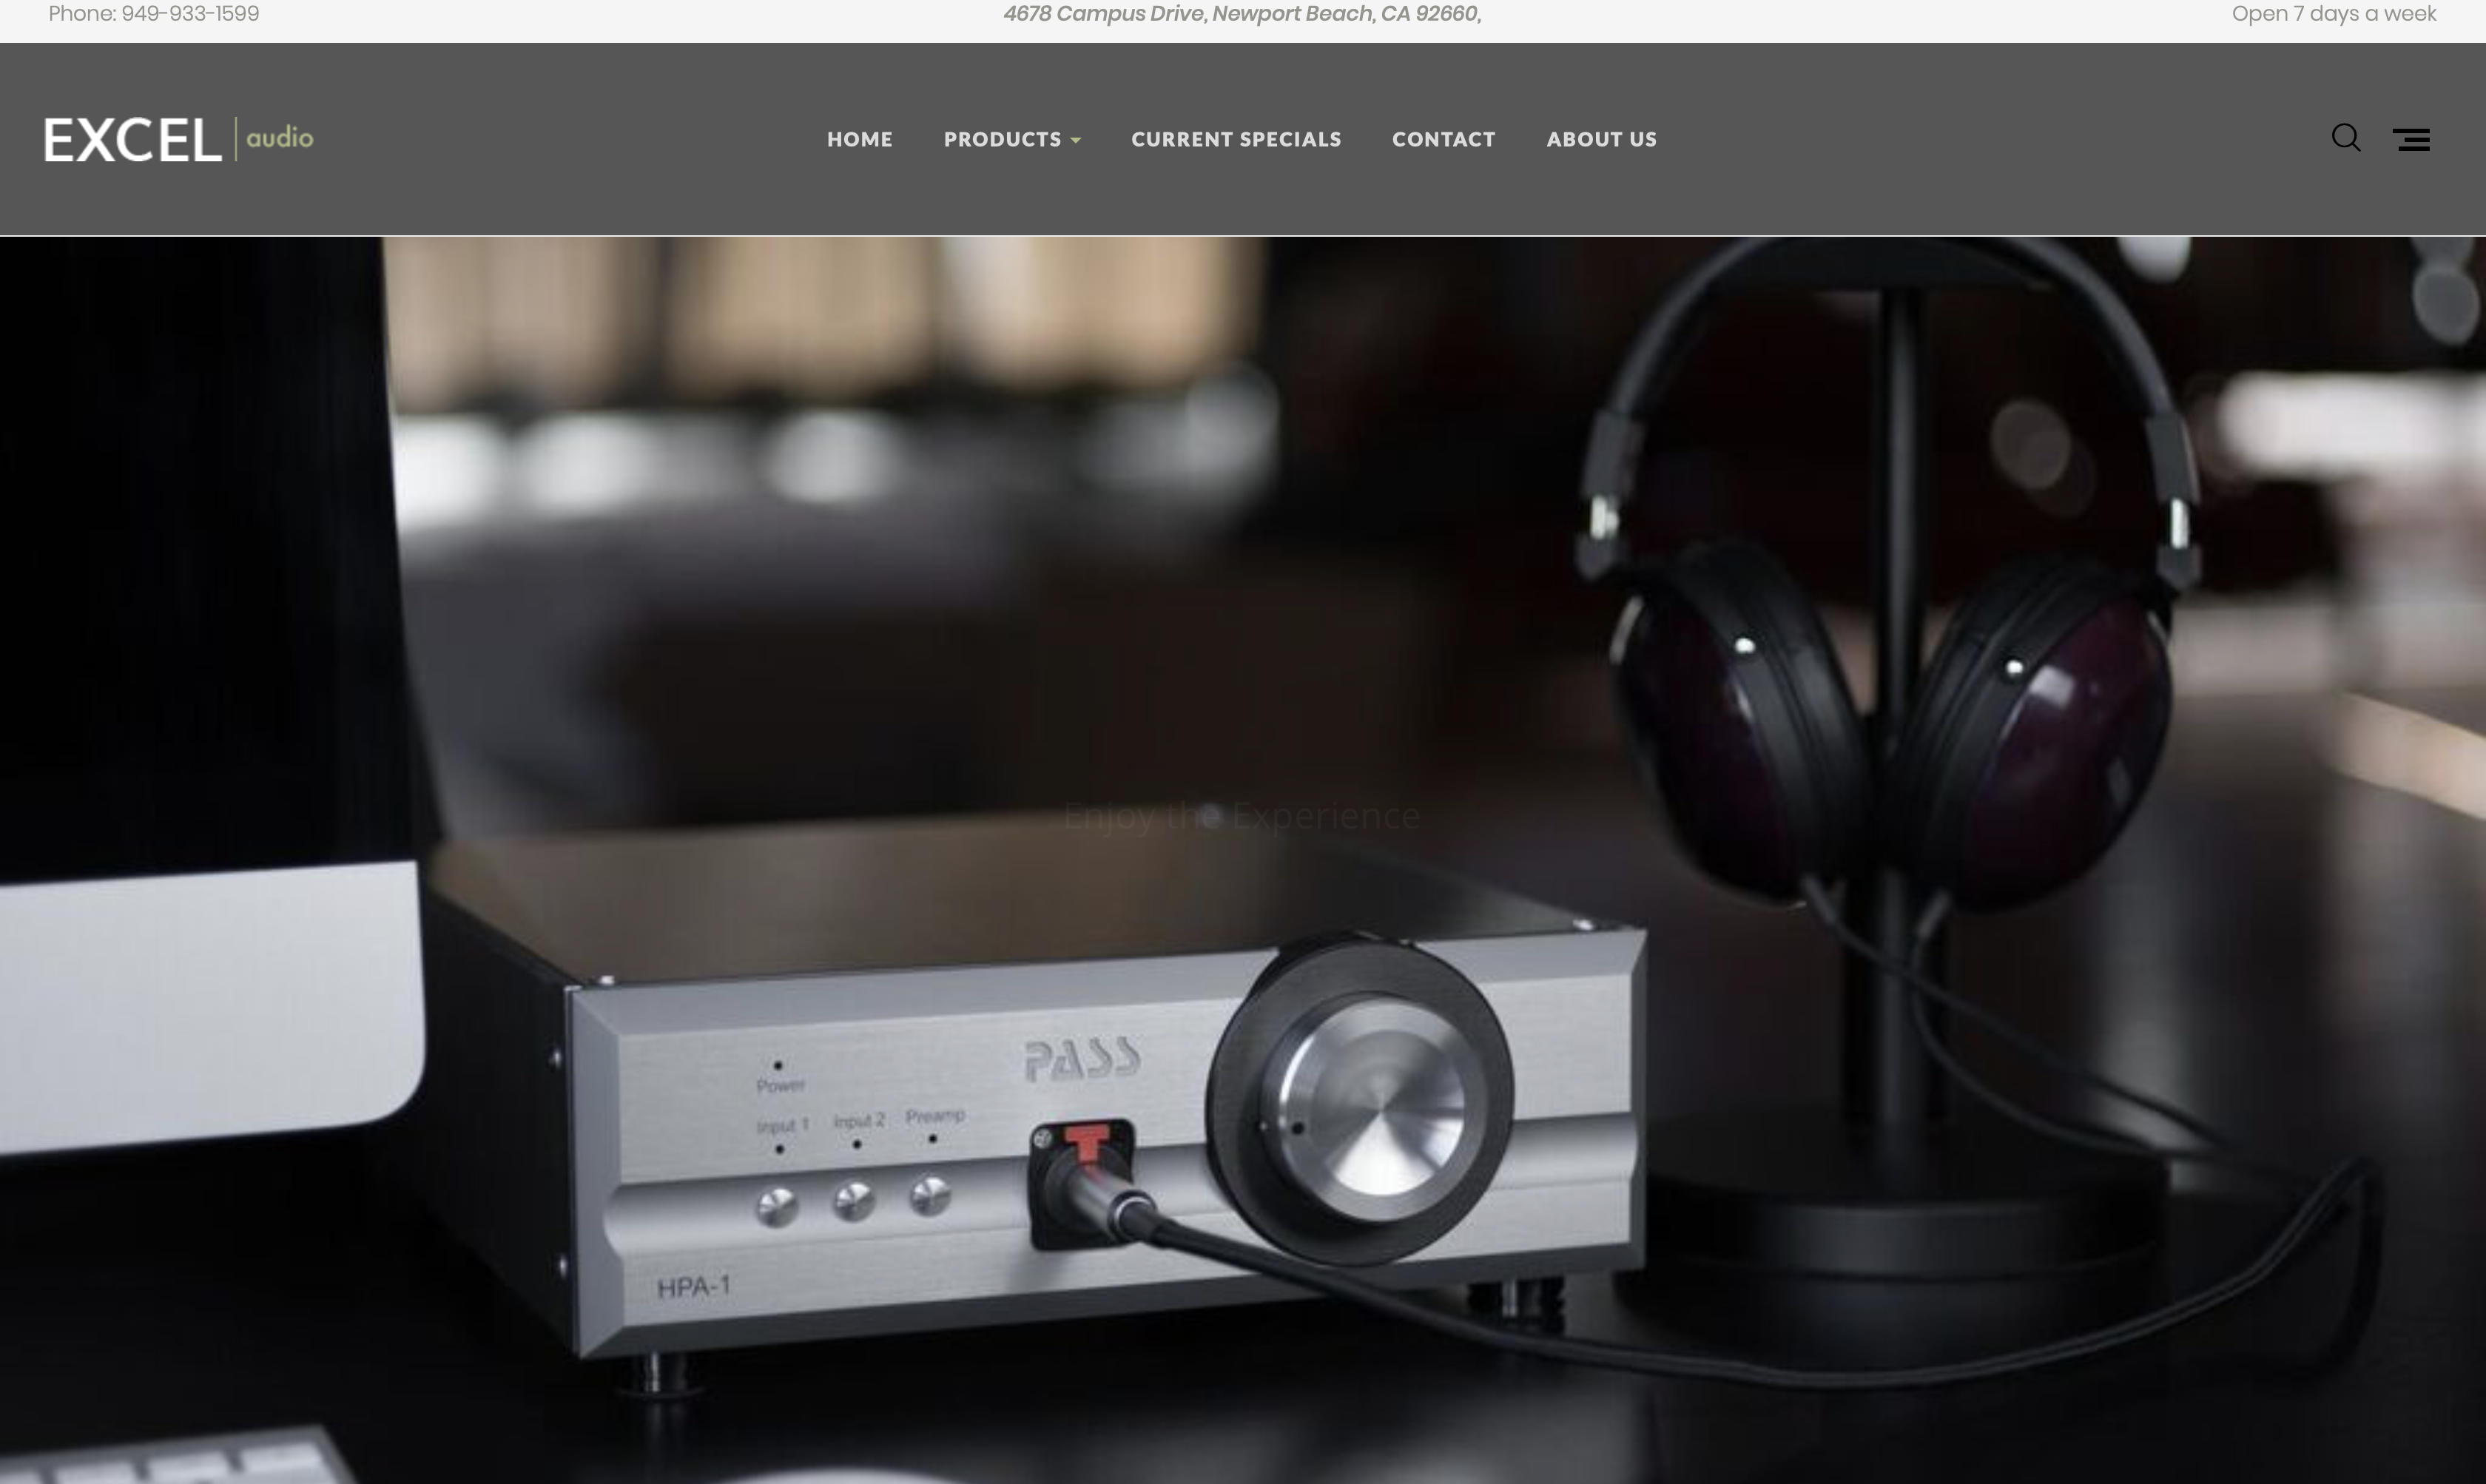 Phone: 949-933-1599
4678 Campus Drive, Newport Beach, CA 92660,
Open 7 days a week
EXCEL | audio
HOME
PRODUCTS
CURRENT SPECIALS
CONTACT
ABOUT US
Enjoy the Experience
PASS
Power
Input 1
Input 2
Preamp
HPA-1